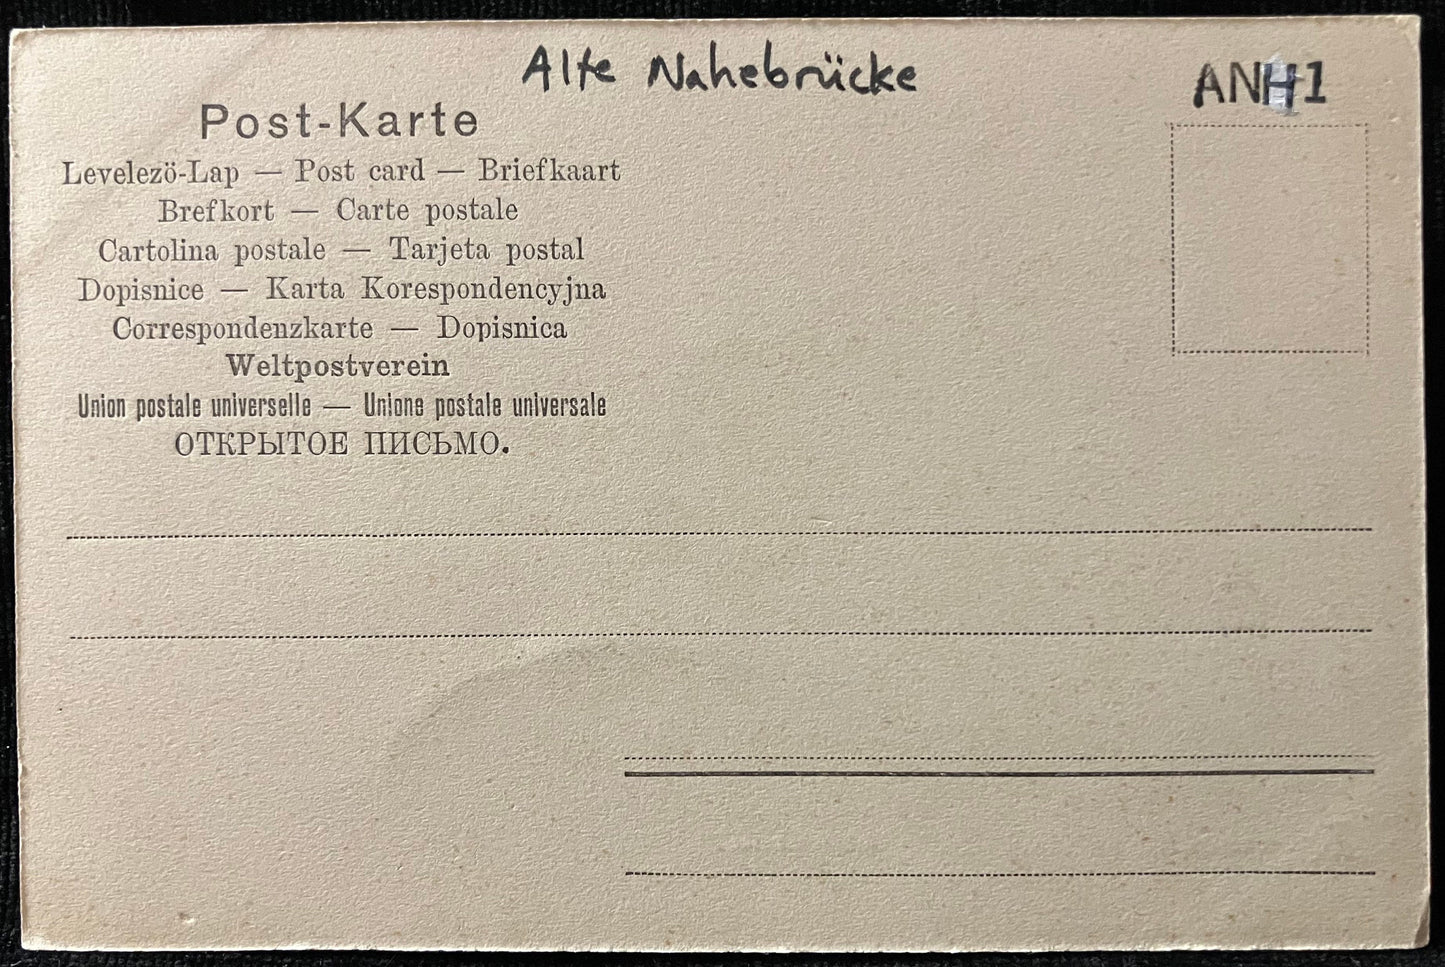 Alte Nahebrücke
ANH1
Post-Karte
Levelezö-Lap — Post card — Briefkaart
Brefkort — Carte postale
Cartolina postale — Tarjeta postal
Dopisnice — Karta Korespondencyjna
Correspondenzkarte — Dopisnica
Weltpostverein
Union postale universelle — Unione postale universale
ОТКРЫТОЕ ПИСЬМО.